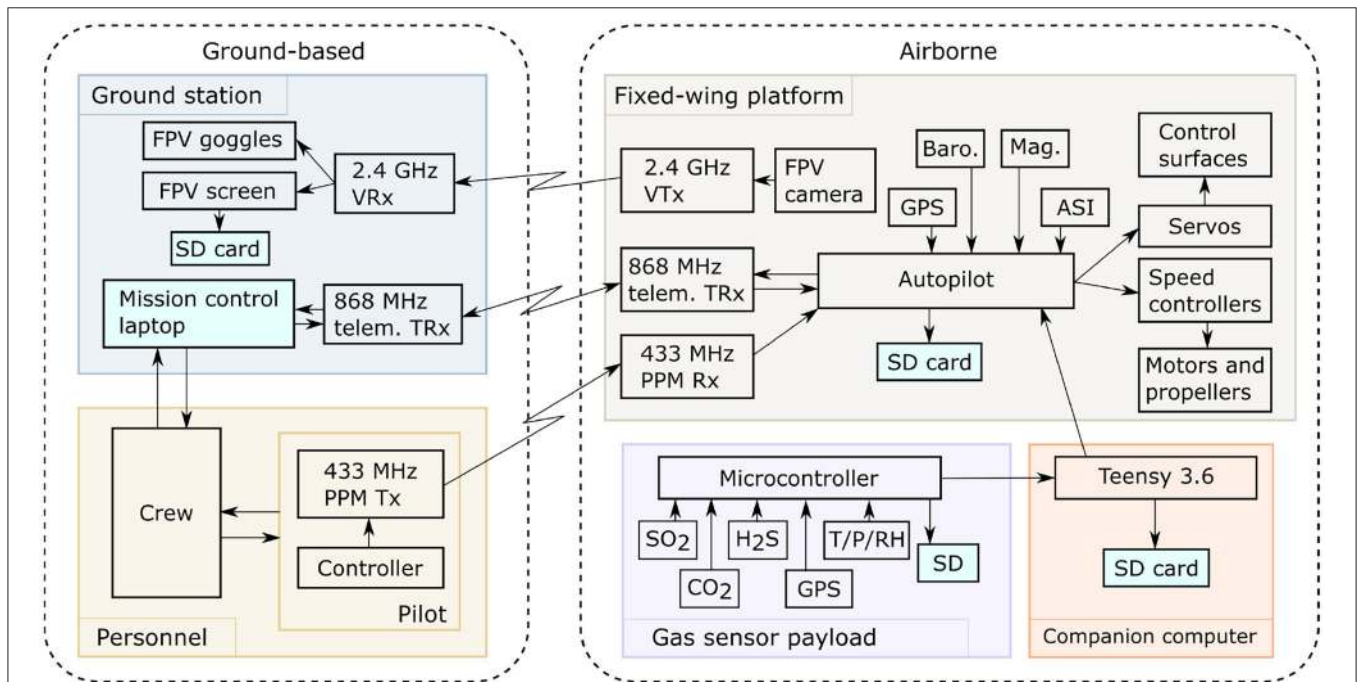 Ground-based
Ground station
FPV goggles
FPV screen
SD card
2.4 GHz
VRx
Mission control
laptop
868 MHz
telem. TRx
Crew
433 MHz
PPM Tx
Controller
Pilot
Personnel
Airborne
Fixed-wing platform
2.4 GHz
VTx
FPV
camera
Baro.
Mag.
GPS
ASI
Control
surfaces
Servos
868 MHz
telem. TRx
Autopilot
Speed
controllers
433 MHz
PPM Rx
SD card
Motors and
propellers
Microcontroller
SO2
H2S
T/P/RH
CO2
GPS
SD
Gas sensor payload
Teensy 3.6
SD card
Companion computer